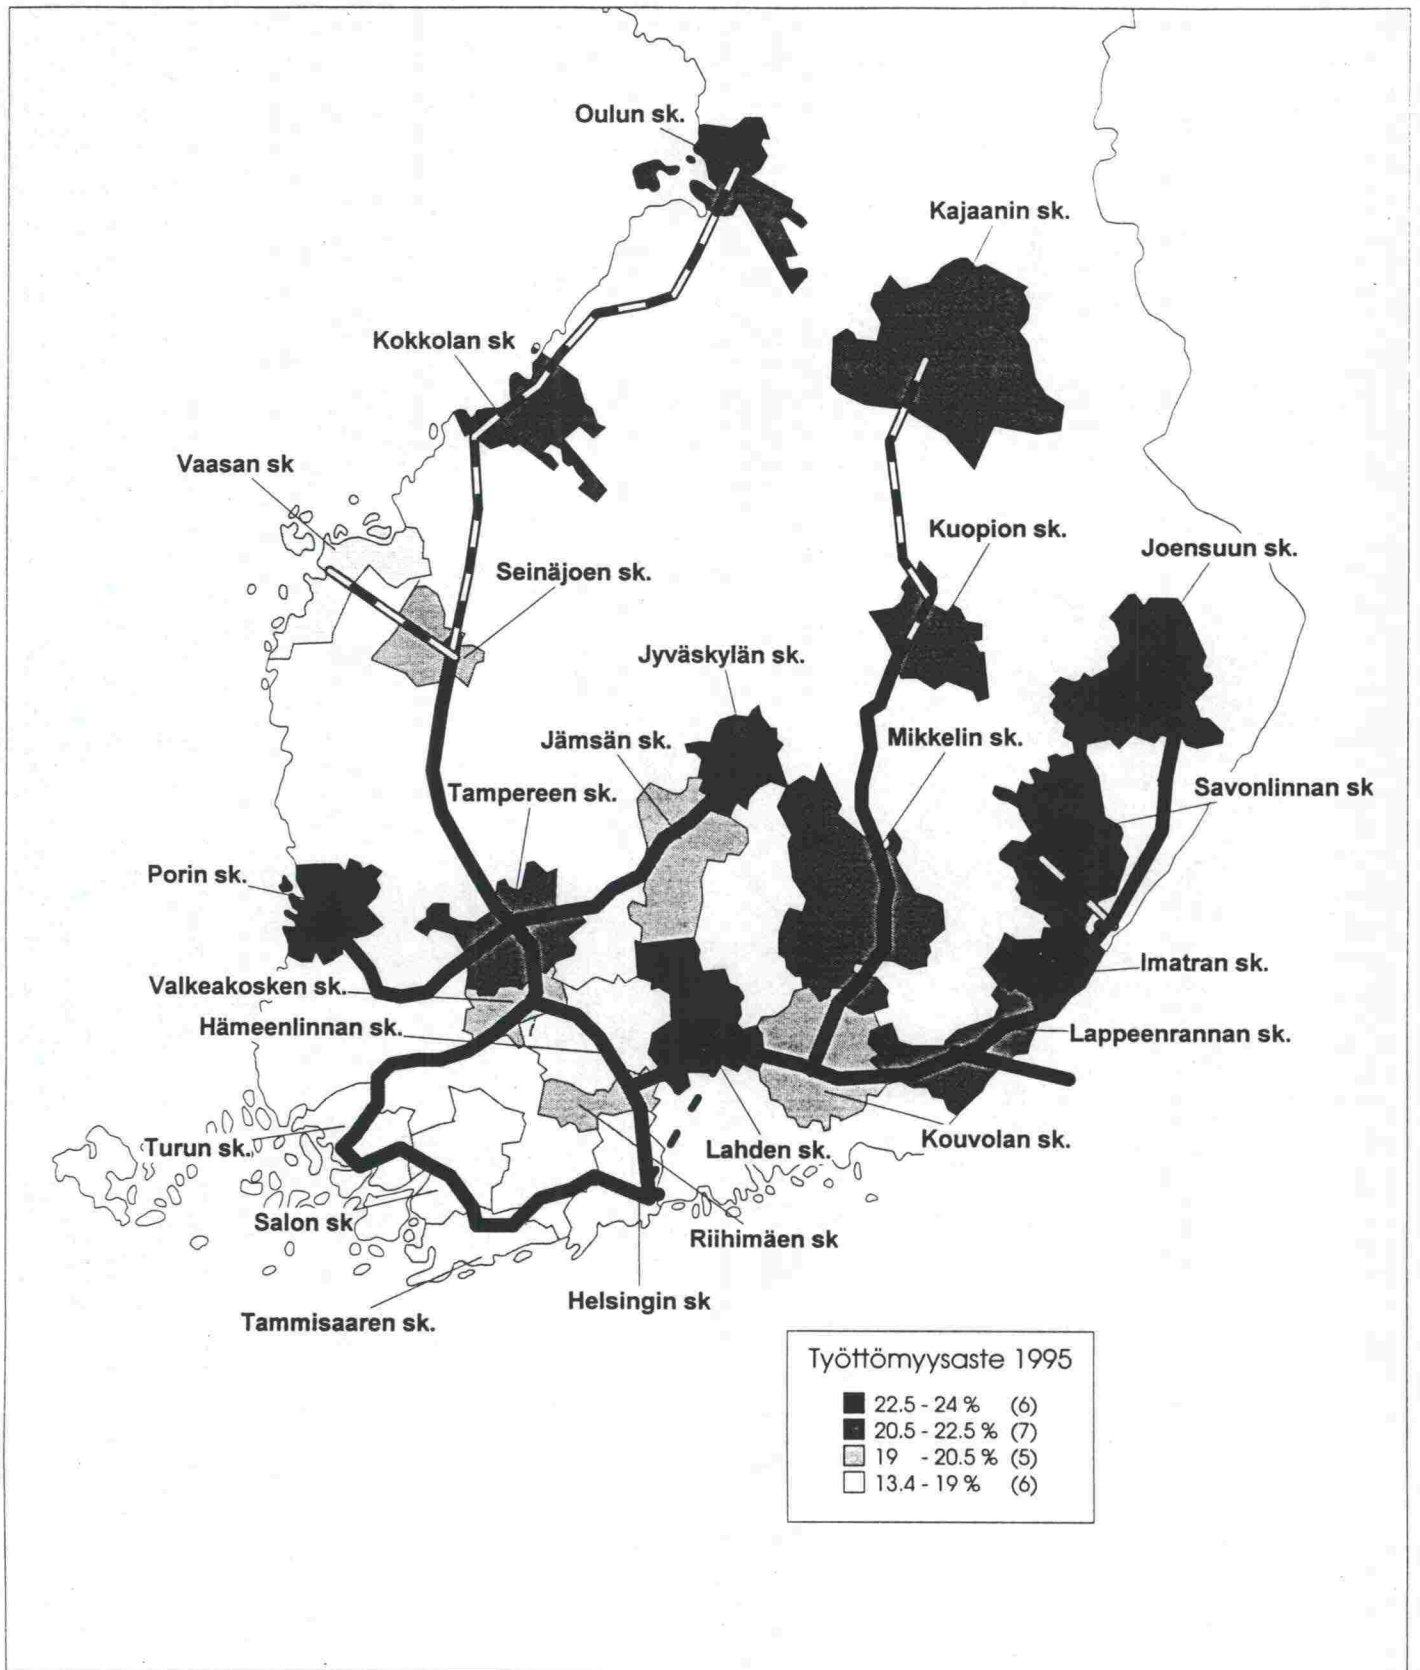 Oulun sk.
Kajaanin sk.
Kokkolan sk
Vaasan sk
Kuopion sk.
Joensuun sk.
Seinäjoen sk.
Jyväskylän sk.
Jämsän sk.
Mikkelin sk.
Tampereen sk.
Savonlinnan sk
Porin sk.
Imatran sk.
Valkeakosken sk.
Hämeenlinnan sk.
Lappeenrannan sk.
Turun sk.
Lahden sk.
Kouvolan sk.
Salon sk
Riihimäen sk
Helsingin sk
Tammisaaren sk.
Työttömyysaste 1995
22.5 - 24 % (6)
20.5 - 22.5 % (7)
19 - 20.5 % (5)
13.4 - 19 % (6)